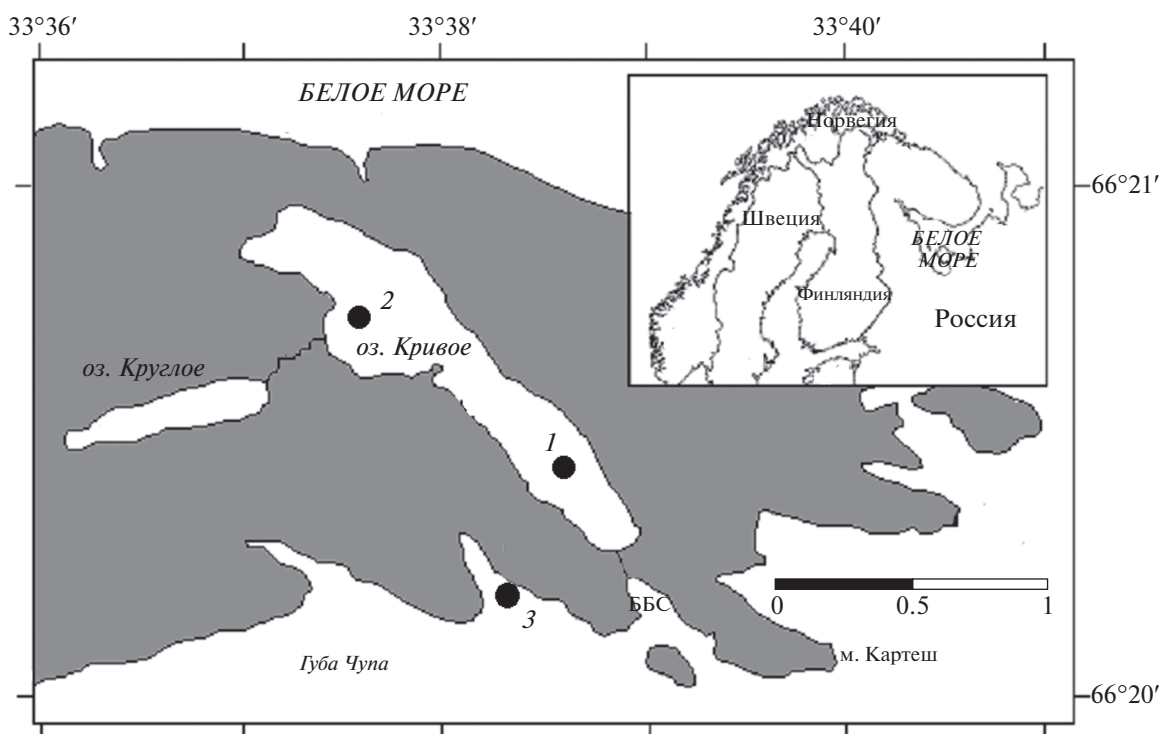 33°36′ 33°38′ 33°40′
БЕЛОЕ МОРЕ
Норвегия
66°21′
Швеция
БЕЛОЕ
МОРЕ
2
Финляндия
Россия
оз. Кривое
оз. Круглое
1
0 0.5 1
ББС
3
м. Картеш
Губа Чупа
66°20′